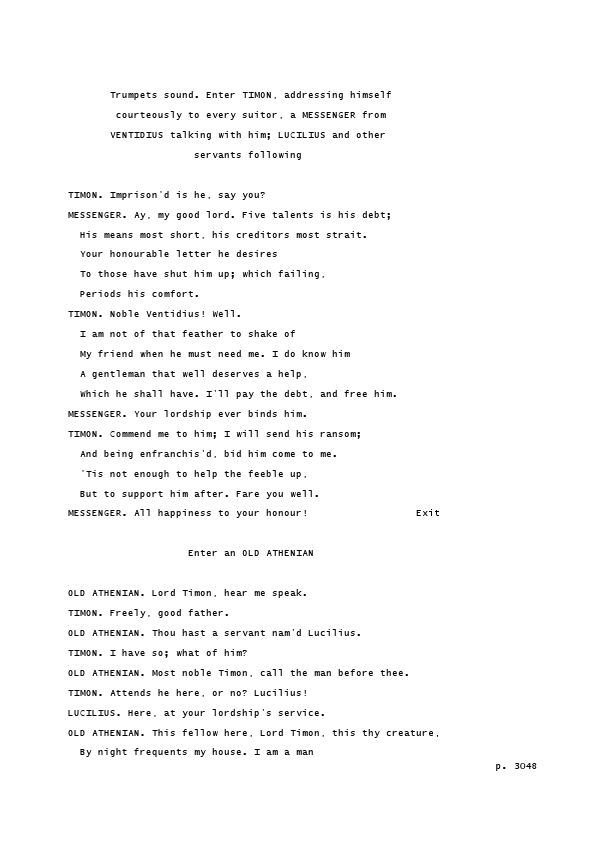 Trumpets sound. Enter TIMON, addressing himself
courteously to every suitor, a MESSENGER from
VENTIDIUS talking with him; LUCILIUS and other
servants following
TIMON. Imprison'd is he, say you?
MESSENGER. Ay, my good lord. Five talents is his debt;
His means most short, his creditors most strait.
Your honourable letter he desires
To those have shut him up; which failing,
Periods his comfort.
TIMON. Noble Ventidius! Well.
I am not of that feather to shake of
My friend when he must need me. I do know him
A gentleman that well deserves a help,
Which he shall have. I'll pay the debt, and free him.
MESSENGER. Your lordship ever binds him.
TIMON. Commend me to him; I will send his ransom;
And being enfranchis'd, bid him come to me.
'Tis not enough to help the feeble up,
But to support him after. Fare you well.
MESSENGER. All happiness to your honour! Exit
Enter an OLD ATHENIAN
OLD ATHENIAN. Lord Timon, hear me speak.
TIMON. Freely, good father.
OLD ATHENIAN. Thou hast a servant nam'd Lucilius.
TIMON. I have so; what of him?
OLD ATHENIAN. Most noble Timon, call the man before thee.
TIMON. Attends he here, or no? Lucilius!
LUCILIUS. Here, at your lordship's service.
OLD ATHENIAN. This fellow here, Lord Timon, this thy creature,
By night frequents my house. I am a man
p. 3048